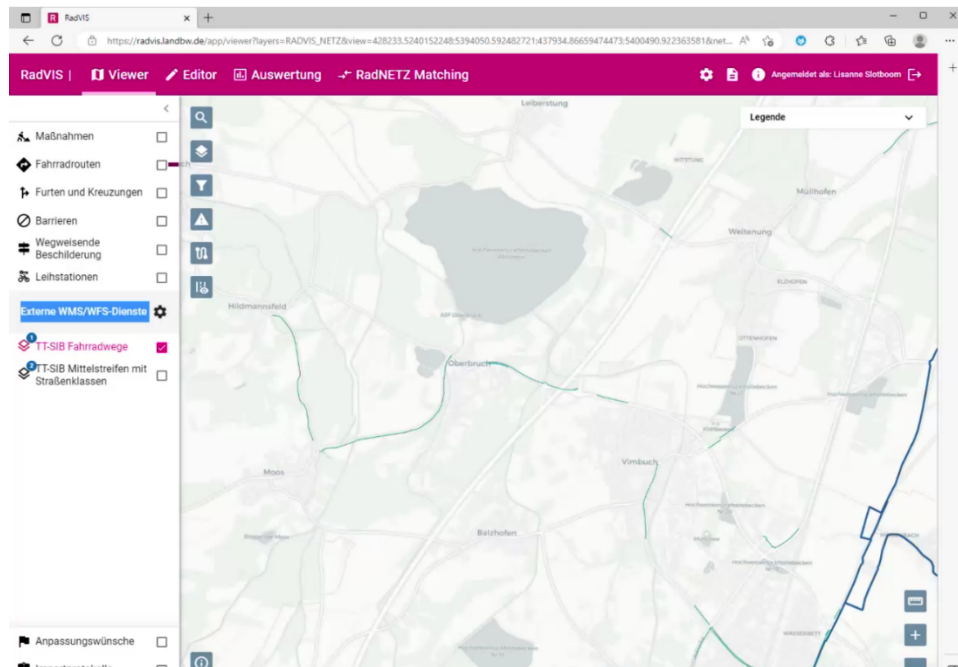 RadVIS
https://radvis.landbw.de/app/viewer?layers=RADVIS_NETZ&view=428233.5240152248:5394050.592482721:437934.86659474473:5400490.922363581&net...
RadVIS | Viewer Editor Auswertung RadNETZ Matching Angemeldet als: Lisanne Slotboom
Maßnahmen
Fahrradrouten
Furten und Kreuzungen
Barrieren
Wegweisende
Beschilderung
Leihstationen
Externe WMS/WFS-Dienste
1
TT-SIB Fahrradwege
2
TT-SIB Mittelstreifen mit
Straßenklassen
Anpassungswünsche
Legende
Leiberstung
Müllhofen
Weitenung
Hildmannsfeld
OTTENHOFEN
Oberbruch
Vimbuch
Moos
Balzhofen